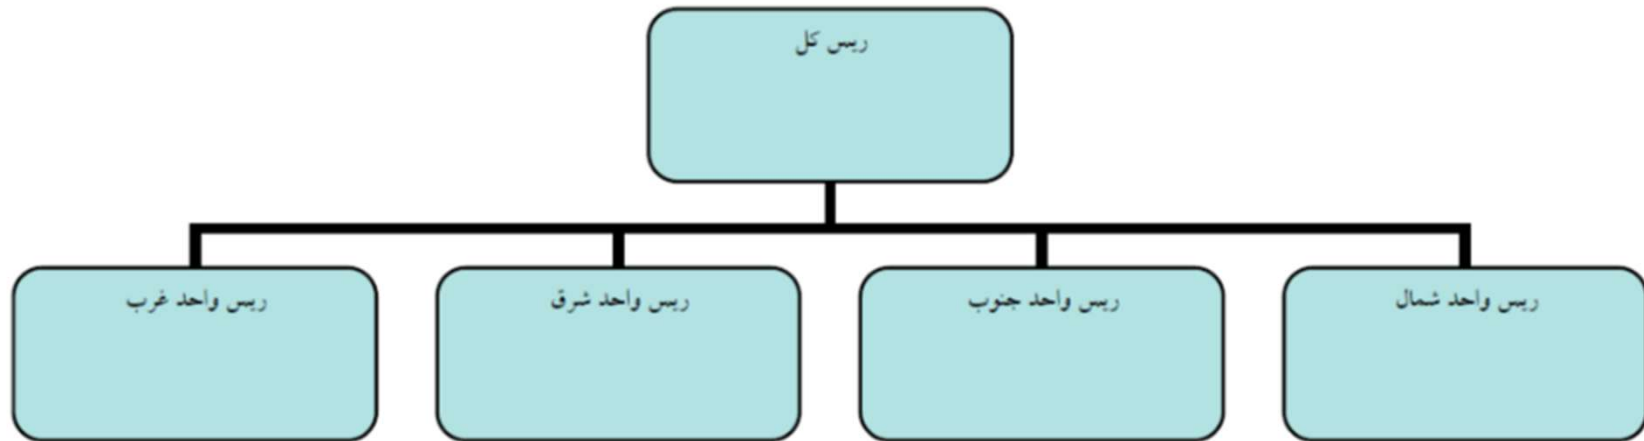 ریس کل
ریس واحد شمال
ریس واحد جنوب
ریس واحد شرق
ریس واحد غرب